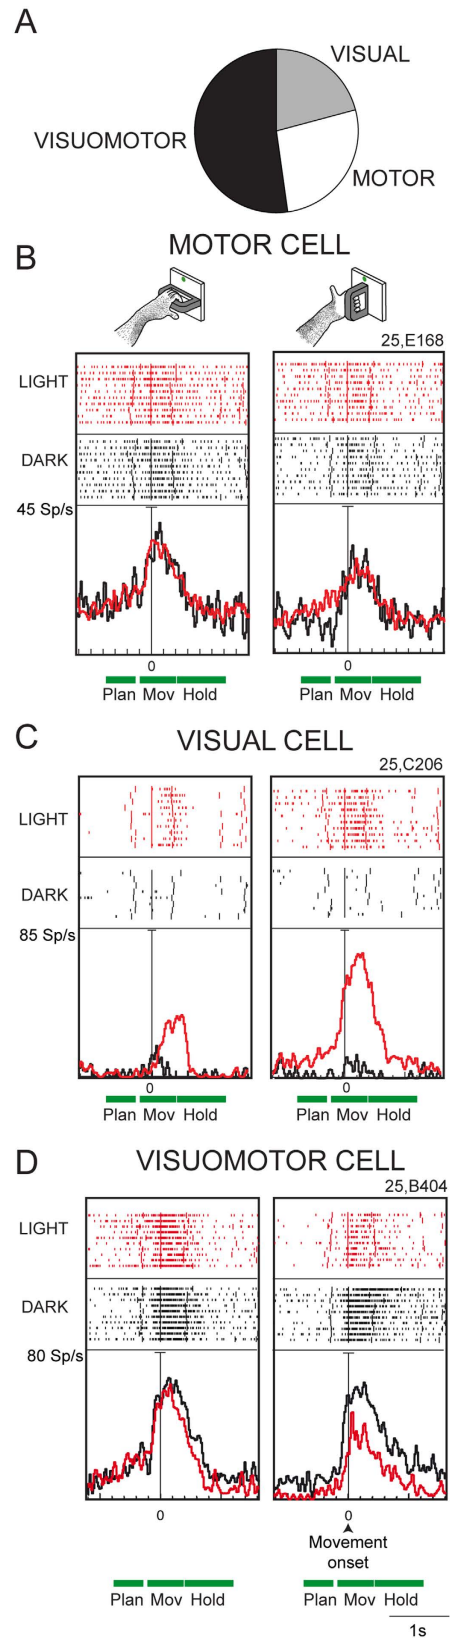 A
VISUAL
VISUOMOTOR
MOTOR
B
MOTOR CELL
25,E168
LIGHT
DARK
45 Sp/s
0 0
Plan Mov Hold Plan Mov Hold
C
VISUAL CELL
25,C206
LIGHT
DARK
85 Sp/s
0 0
Plan Mov Hold Plan Mov Hold
D
VISUOMOTOR CELL
25,B404
LIGHT
DARK
80 Sp/s
0 0
Movement
onset
Plan Mov Hold Plan Mov Hold
1s